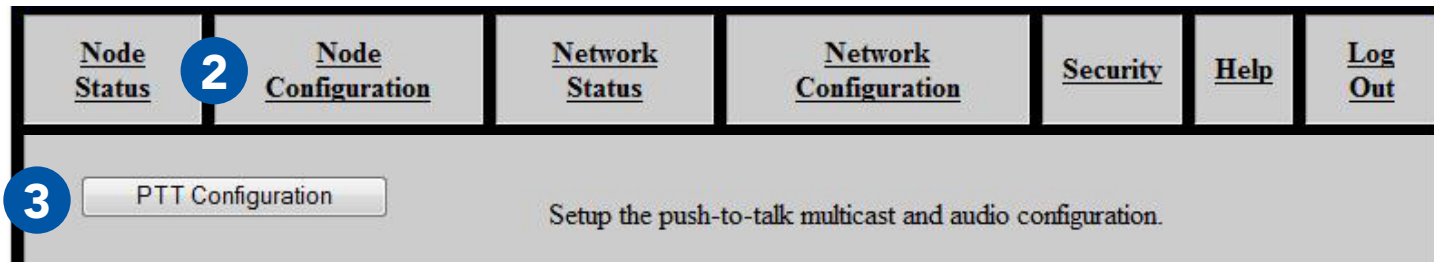 Node
Status
2
Node
Configuration
Network
Status
Network
Configuration
Security
Help
Log
Out
3
PTT Configuration
Setup the push-to-talk multicast and audio configuration.